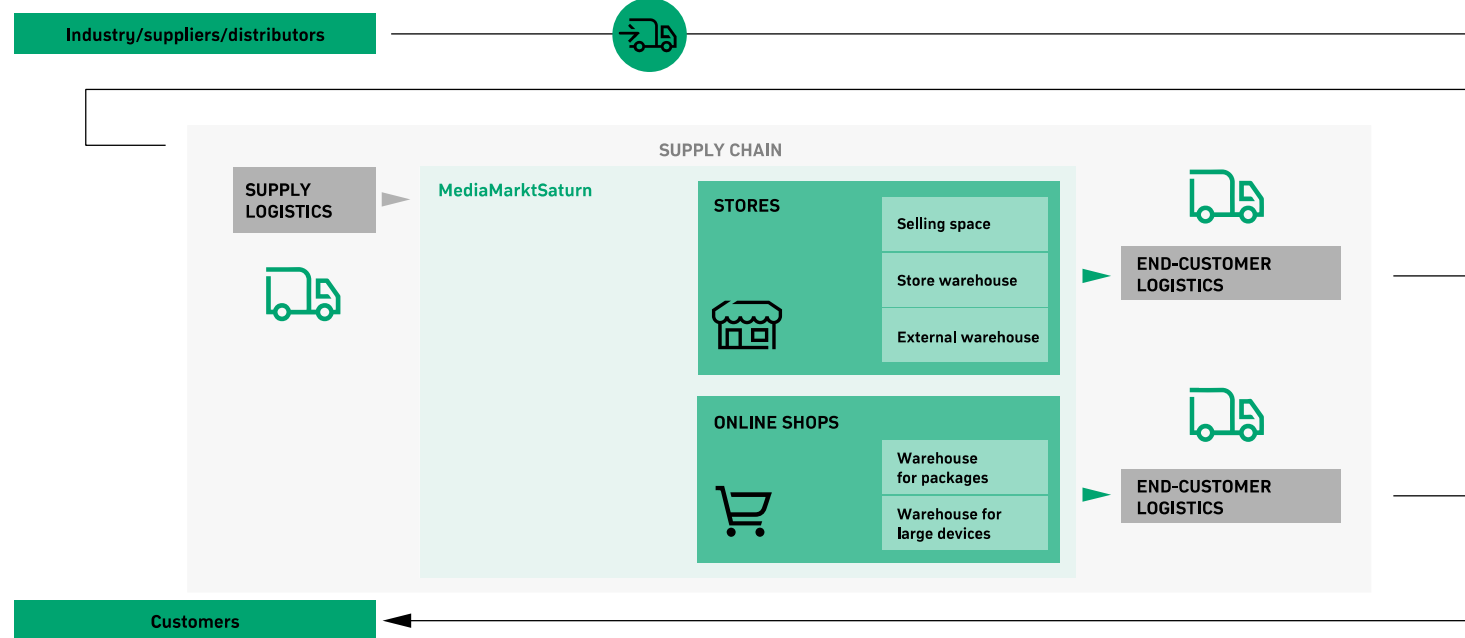 Industry/suppliers/distributors
SUPPLY CHAIN
SUPPLY
LOGISTICS
MediaMarktSaturn
STORES
Selling space
Store warehouse
External warehouse
END-CUSTOMER
LOGISTICS
ONLINE SHOPS
Warehouse
for packages
Warehouse for
large devices
END-CUSTOMER
LOGISTICS
Customers